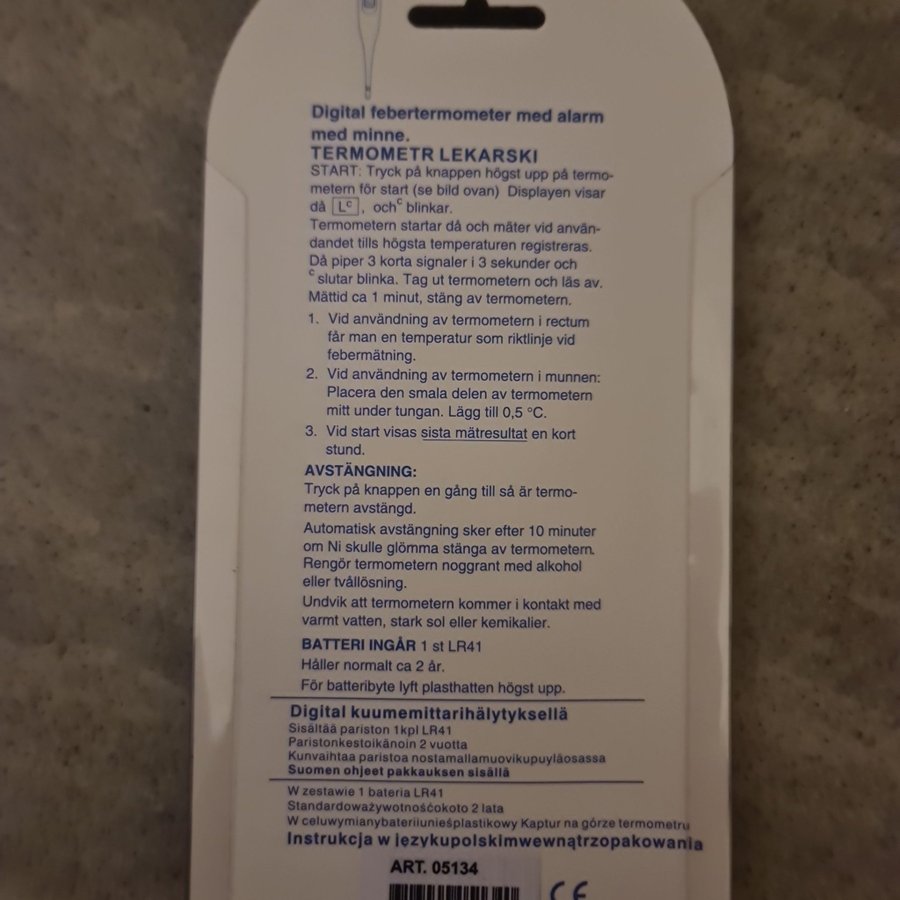 Digital febertermometer med alarm
med minne.
TERMOMETR LEKARSKI
START: Tryck på knappen högst upp på termo-
metern för start (se bild ovan) Displayen visar
då Lc , och c blinkar.
Termometern startar då och mäter vid använ-
dandet tills högsta temperaturen registreras.
Då piper 3 korta signaler i 3 sekunder och
c slutar blinka. Tag ut termometern och läs av.
Mättid ca 1 minut, stäng av termometern.
1. Vid användning av termometern i rectum
får man en temperatur som riktlinje vid
febermätning.
2. Vid användning av termometern i munnen:
Placera den smala delen av termometern
mitt under tungan. Lägg till 0,5 °C.
3. Vid start visas sista mätresultat en kort
stund.
AVSTÄNGNING:
Tryck på knappen en gång till så är termo-
metern avstängd.
Automatisk avstängning sker efter 10 minuter
om Ni skulle glömma stänga av termometern.
Rengör termometern noggrant med alkohol
eller tvållösning.
Undvik att termometern kommer i kontakt med
varmt vatten, stark sol eller kemikalier.
BATTERI INGÅR 1 st LR41
Håller normalt ca 2 år.
För batteribyte lyft plasthatten högst upp.
Digital kuumemittarihälytyksellä
Sisältää pariston 1kpl LR41
Paristonkestoikänoin 2 vuotta
Kunvaihtaa paristoa nostamallamuovikupuyläosassa
Suomen ohjeet pakkauksen sisällä
W zestawie 1 bateria LR41
Standardoważywotnośćokoto 2 lata
W celuwymianybateriiunieśplastikowy Kaptur na górze termometru
Instrukcja w językupolskimwewnątrzopakowania
ART. 05134
CE